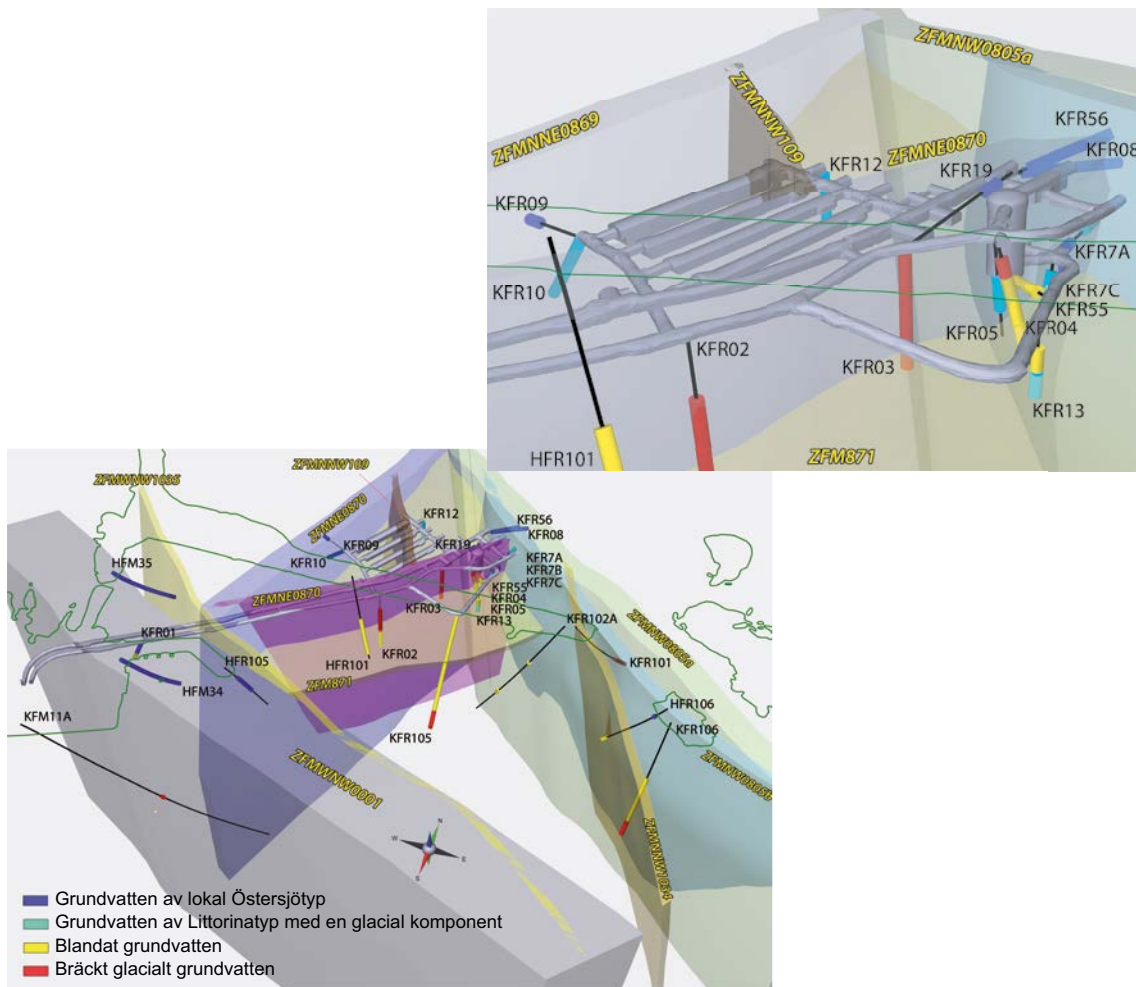 ZFMNW0805a
ZFMNNW109
ZFMNNE0869
KFR56
KFR08
ZFMNE0870
KFR12
KFR19
KFR09
KFR7A
KFR10
KFR7C
KFR55
KFR05
KFR04
KFR02
KFR03
KFR13
HFR101
ZFM871
ZFMNNW109
ZFMWNW1035
ZFMNE0870
KFR12
KFR56
KFR08
KFR09
KFR19
KFR10
HFM35
KFR7A
KFR7B
KFR7C
ZFMNE0870
KFR55
KFR04
KFR03
KFR05
KFR13
KFR102A
KFR01
ZFMNW0805a
HFR105
HFR101
KFR02
KFR101
HFM34
ZFM871
HFR106
KFM11A
KFR105
KFR106
ZFMWNW0001
ZFMNW0805b
N
W
E
S
ZFMNNW1034
Grundvatten av lokal Östersjötyp
Grundvatten av Littorinatyp med en glacial komponent
Blandat grundvatten
Bräckt glacialt grundvatten